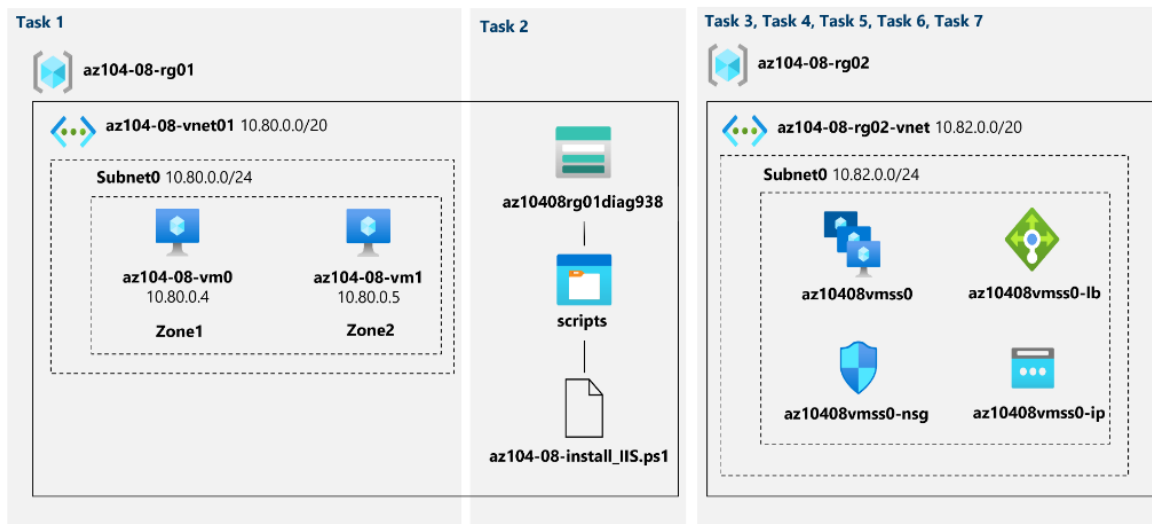 Task 1
az104-08-rg01
az104-08-vnet01 10.80.0.0/20
Subnet0 10.80.0.0/24
az104-08-vm0
10.80.0.4
Zone1
az104-08-vm1
10.80.0.5
Zone2
Task 2
az10408rg01diag938
scripts
az104-08-install_IIS.ps1
Task 3, Task 4, Task 5, Task 6, Task 7
az104-08-rg02
az104-08-rg02-vnet 10.82.0.0/20
Subnet0 10.82.0.0/24
az10408vmss0
az10408vmss0-lb
az10408vmss0-nsg
az10408vmss0-ip